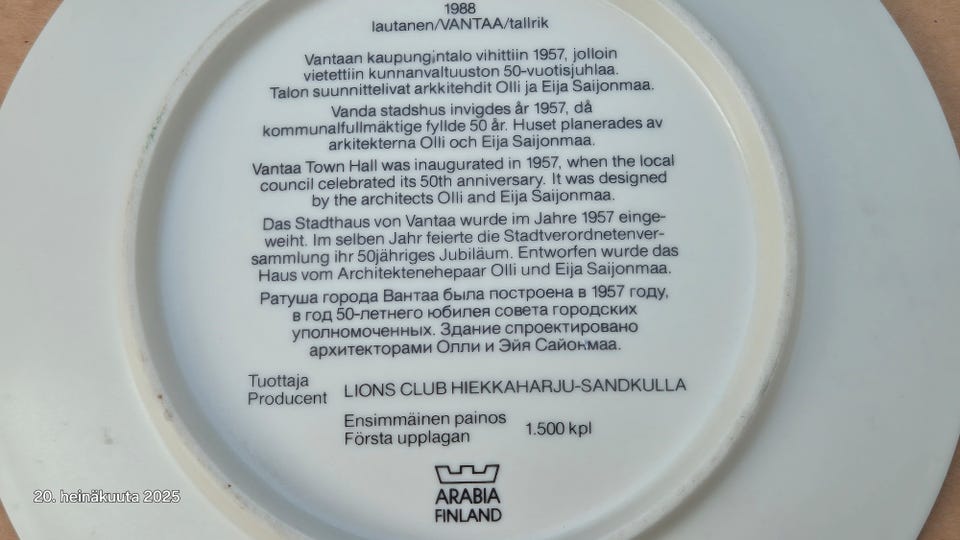 1988
lautanen/VANTAA/tallrik
Vantaan kaupungintalo vihittiin 1957, jolloin
vietettiin kunnanvaltuuston 50-vuotisjuhlaa.
Talon suunnittelivat arkkitehdit Olli ja Eija Saijonmaa.
Vanda stadshus invigdes år 1957, då
kommunalfullmäktige fyllde 50 år. Huset planerades av
arkitekterna Olli och Eija Saijonmaa.
Vantaa Town Hall was inaugurated in 1957, when the local
council celebrated its 50th anniversary. It was designed
by the architects Olli and Eija Saijonmaa.
Das Stadthaus von Vantaa wurde im Jahre 1957 einge-
weiht. Im selben Jahr feierte die Stadtverordnetenver-
sammlung ihr 50jähriges Jubiläum. Entworfen wurde das
Haus vom Architektenehepaar Olli und Eija Saijonmaa.
Ратуша города Вантаа была построена в 1957 году,
в год 50-летнего юбилея совета городских
уполномоченных. Здание спроектировано
архитекторами Олли и Эйя Сайонмаа.
Tuottaja
Producent
LIONS CLUB HIEKKAHARJU-SANDKULLA
Ensimmäinen painos
Första upplagan
1.500 kpl
ARABIA
FINLAND
20. heinäkuuta 2025